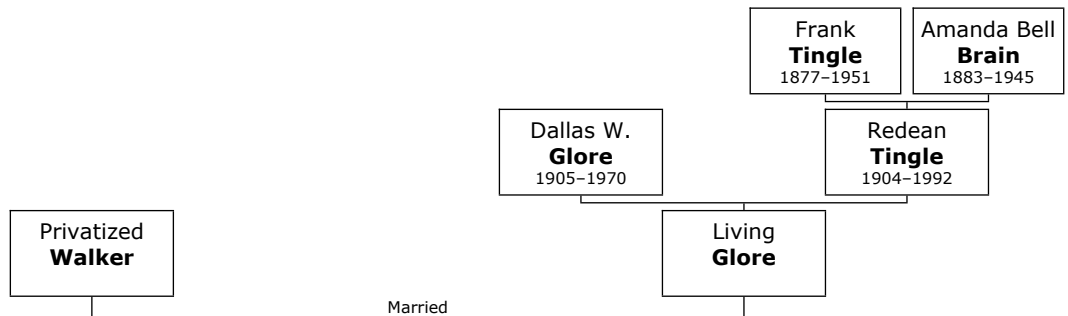 Frank
Tingle
1877–1951
Amanda Bell
Brain
1883–1945
Dallas W.
Glore
1905–1970
Redean
Tingle
1904–1992
Privatized
Walker
Living
Glore
Married